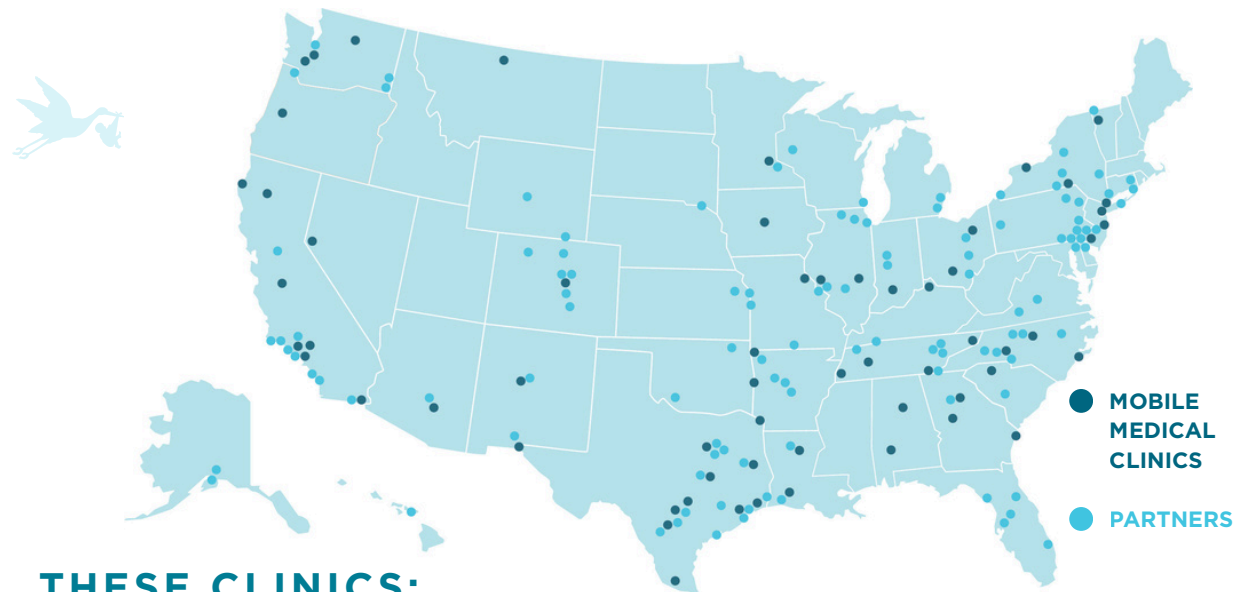 MOBILE
MEDICAL
CLINICS
PARTNERS
THESE CLINICS: